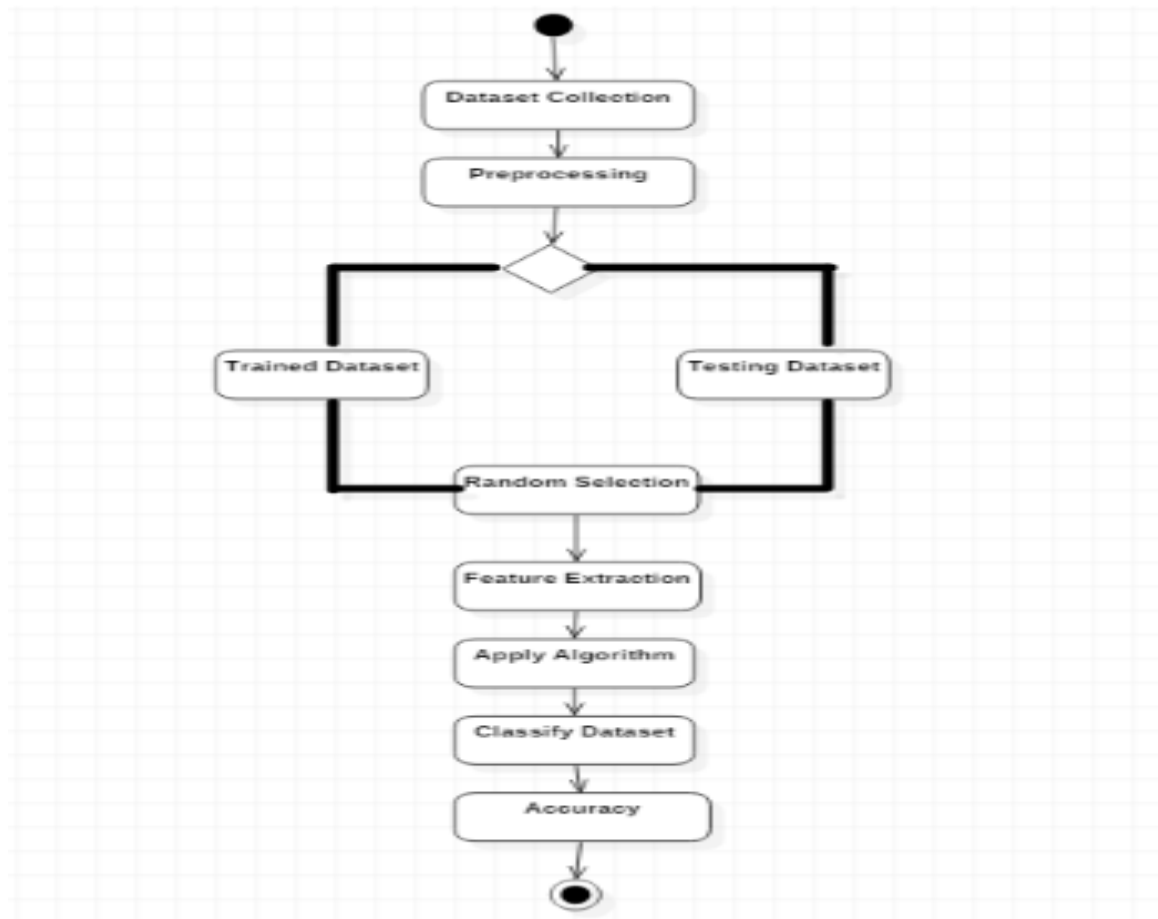 Dataset Collection
Preprocessing
Trained Dataset
Testing Dataset
Random Selection
Feature Extraction
Apply Algorithm
Classify Dataset
Accuracy